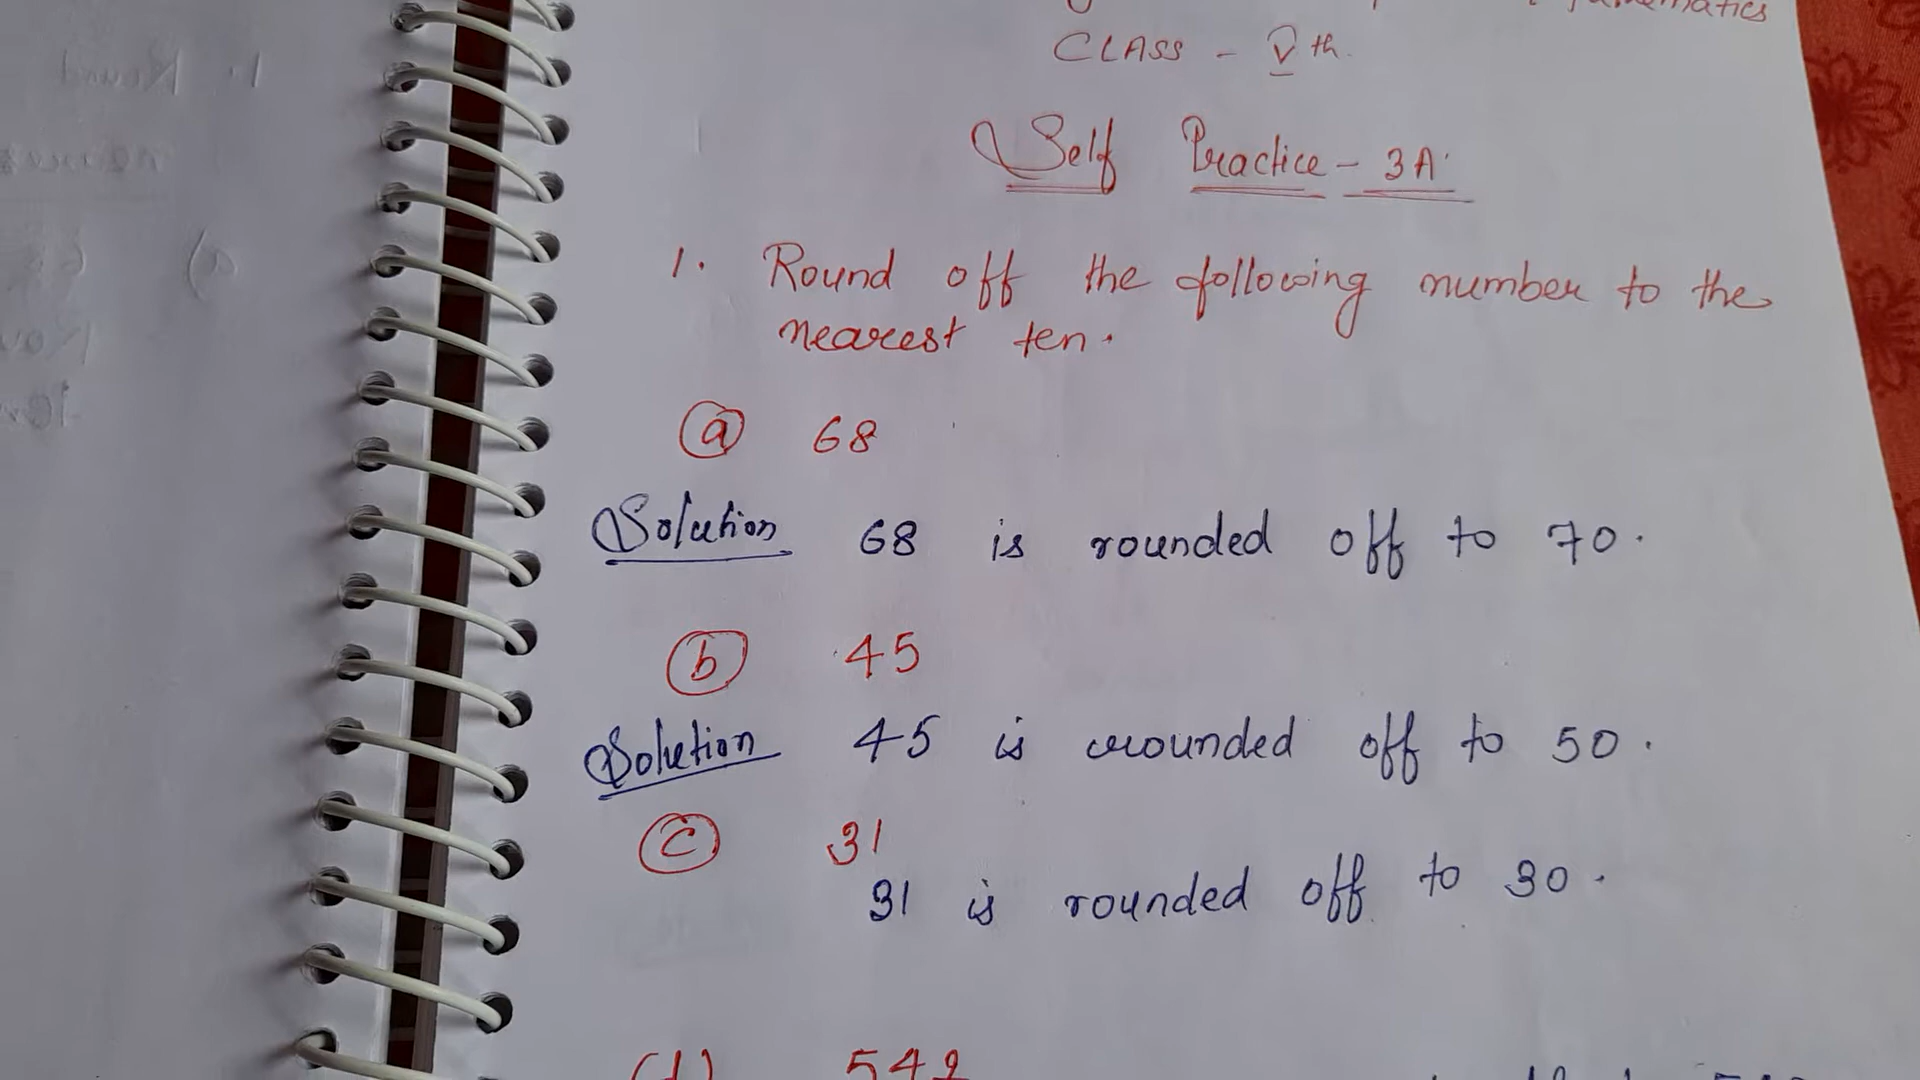 CLASS - Vth.
Self Practice - 3A
1. Round off the following number to the
nearest ten.
(a) 68
Solution 68 is rounded off to 70.
(b) 45
Solution 45 is rounded off to 50.
(c) 31
31 is rounded off to 30.
(d) 542